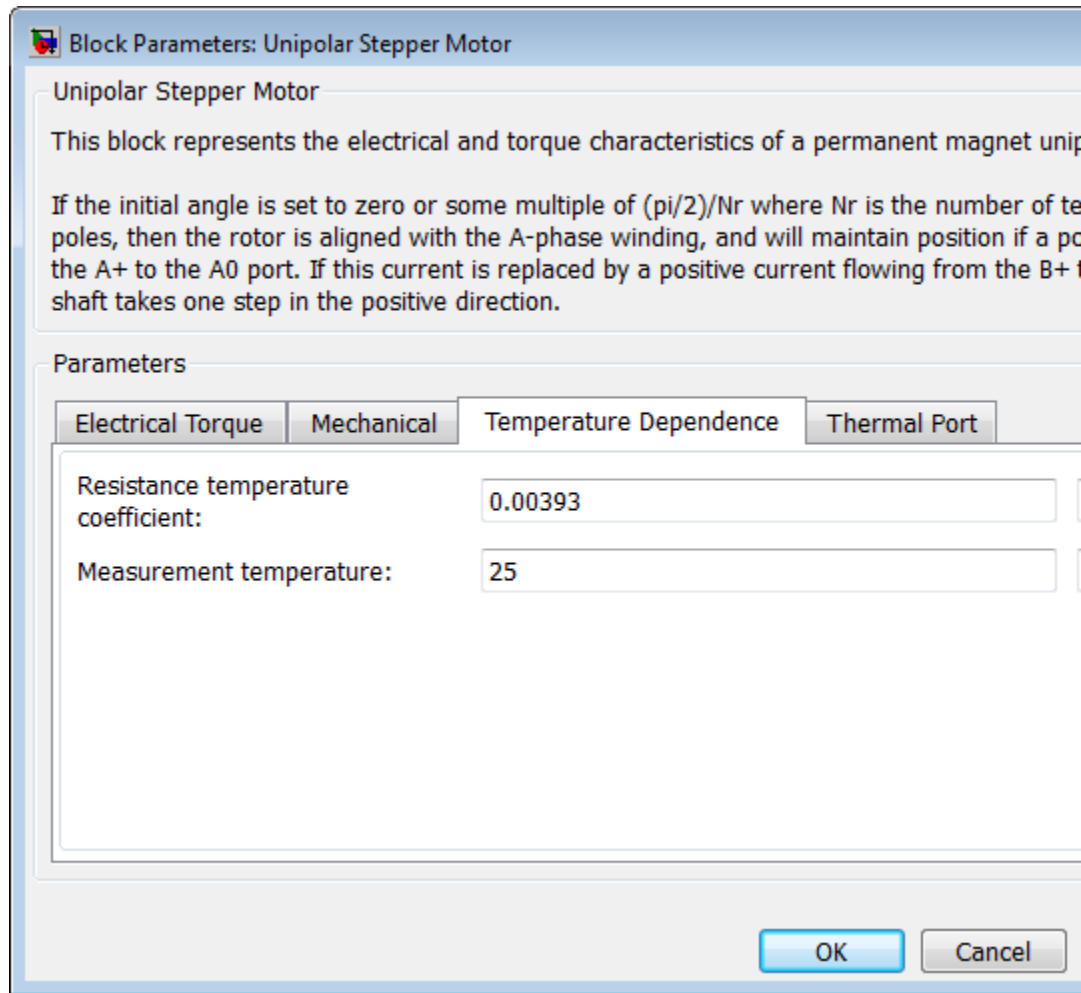 Block Parameters: Unipolar Stepper Motor
Unipolar Stepper Motor
This block represents the electrical and torque characteristics of a permanent magnet
If the initial angle is set to zero or some multiple of (pi/2)/Nr where Nr is the number of
poles, then the rotor is aligned with the A-phase winding, and will maintain position if a
the A+ to the A0 port. If this current is replaced by a positive current flowing from the B+
shaft takes one step in the positive direction.
Parameters
Electrical Torque Mechanical Temperature Dependence Thermal Port
Resistance temperature
coefficient:
0.00393
Measurement temperature: 25
OK Cancel